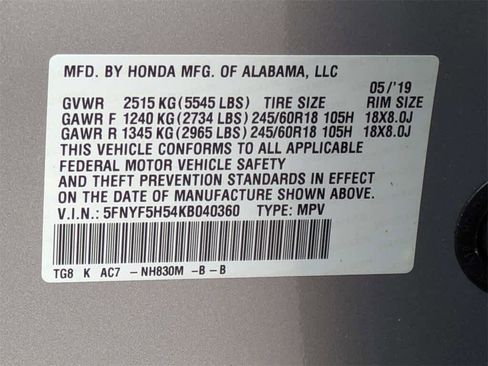 MFD. BY HONDA MFG. OF ALABAMA, LLC
05/'19
GVWR 2515 KG (5545 LBS) TIRE SIZE RIM SIZE
GAWR F 1240 KG (2734 LBS) 245/60R18 105H 18X8.0J
GAWR R 1345 KG (2965 LBS) 245/60R18 105H 18X8.0J
THIS VEHICLE CONFORMS TO ALL APPLICABLE
FEDERAL MOTOR VEHICLE SAFETY
AND THEFT PREVENTION STANDARDS IN EFFECT
ON THE DATE OF MANUFACTURE SHOWN ABOVE.
V.I.N.: 5FNYF5H54KB040360 TYPE: MPV
TG8 K AC7 - NH830M - B - B